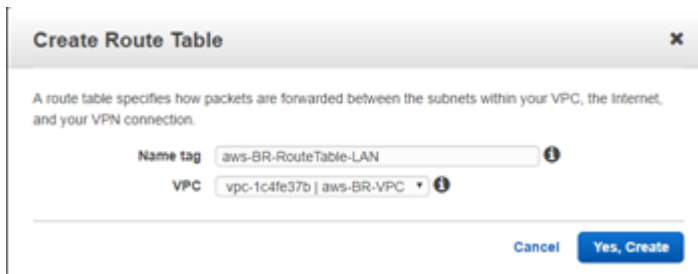 Create Route Table
A route table specifies how packets are forwarded between the subnets within your VPC, the Internet,
and your VPN connection.
Name tag aws-BR-RouteTable-LAN
VPC vpc-1c4fe37b | aws-BR-VPC
Cancel Yes, Create